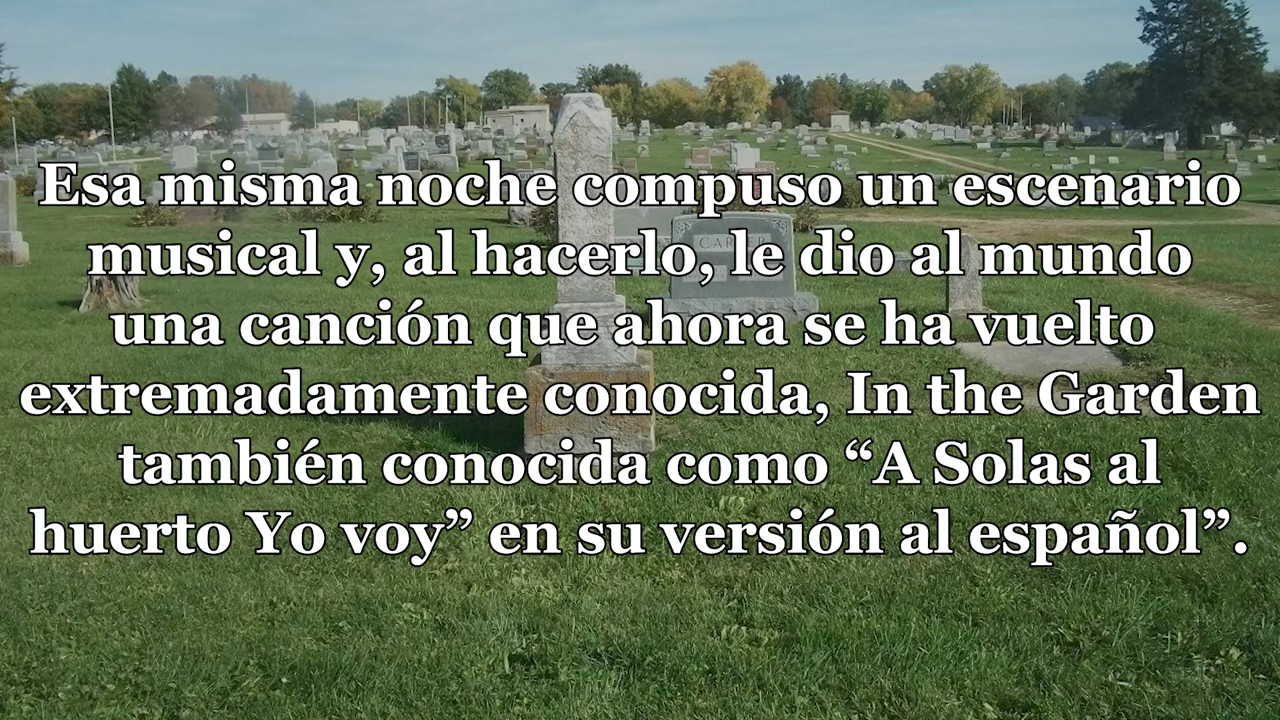 Esa misma noche compuso un escenario
musical y, al hacerlo, le dio al mundo
una canción que ahora se ha vuelto
extremadamente conocida, In the Garden
también conocida como “A Solas al
huerto Yo voy” en su versión al español”.